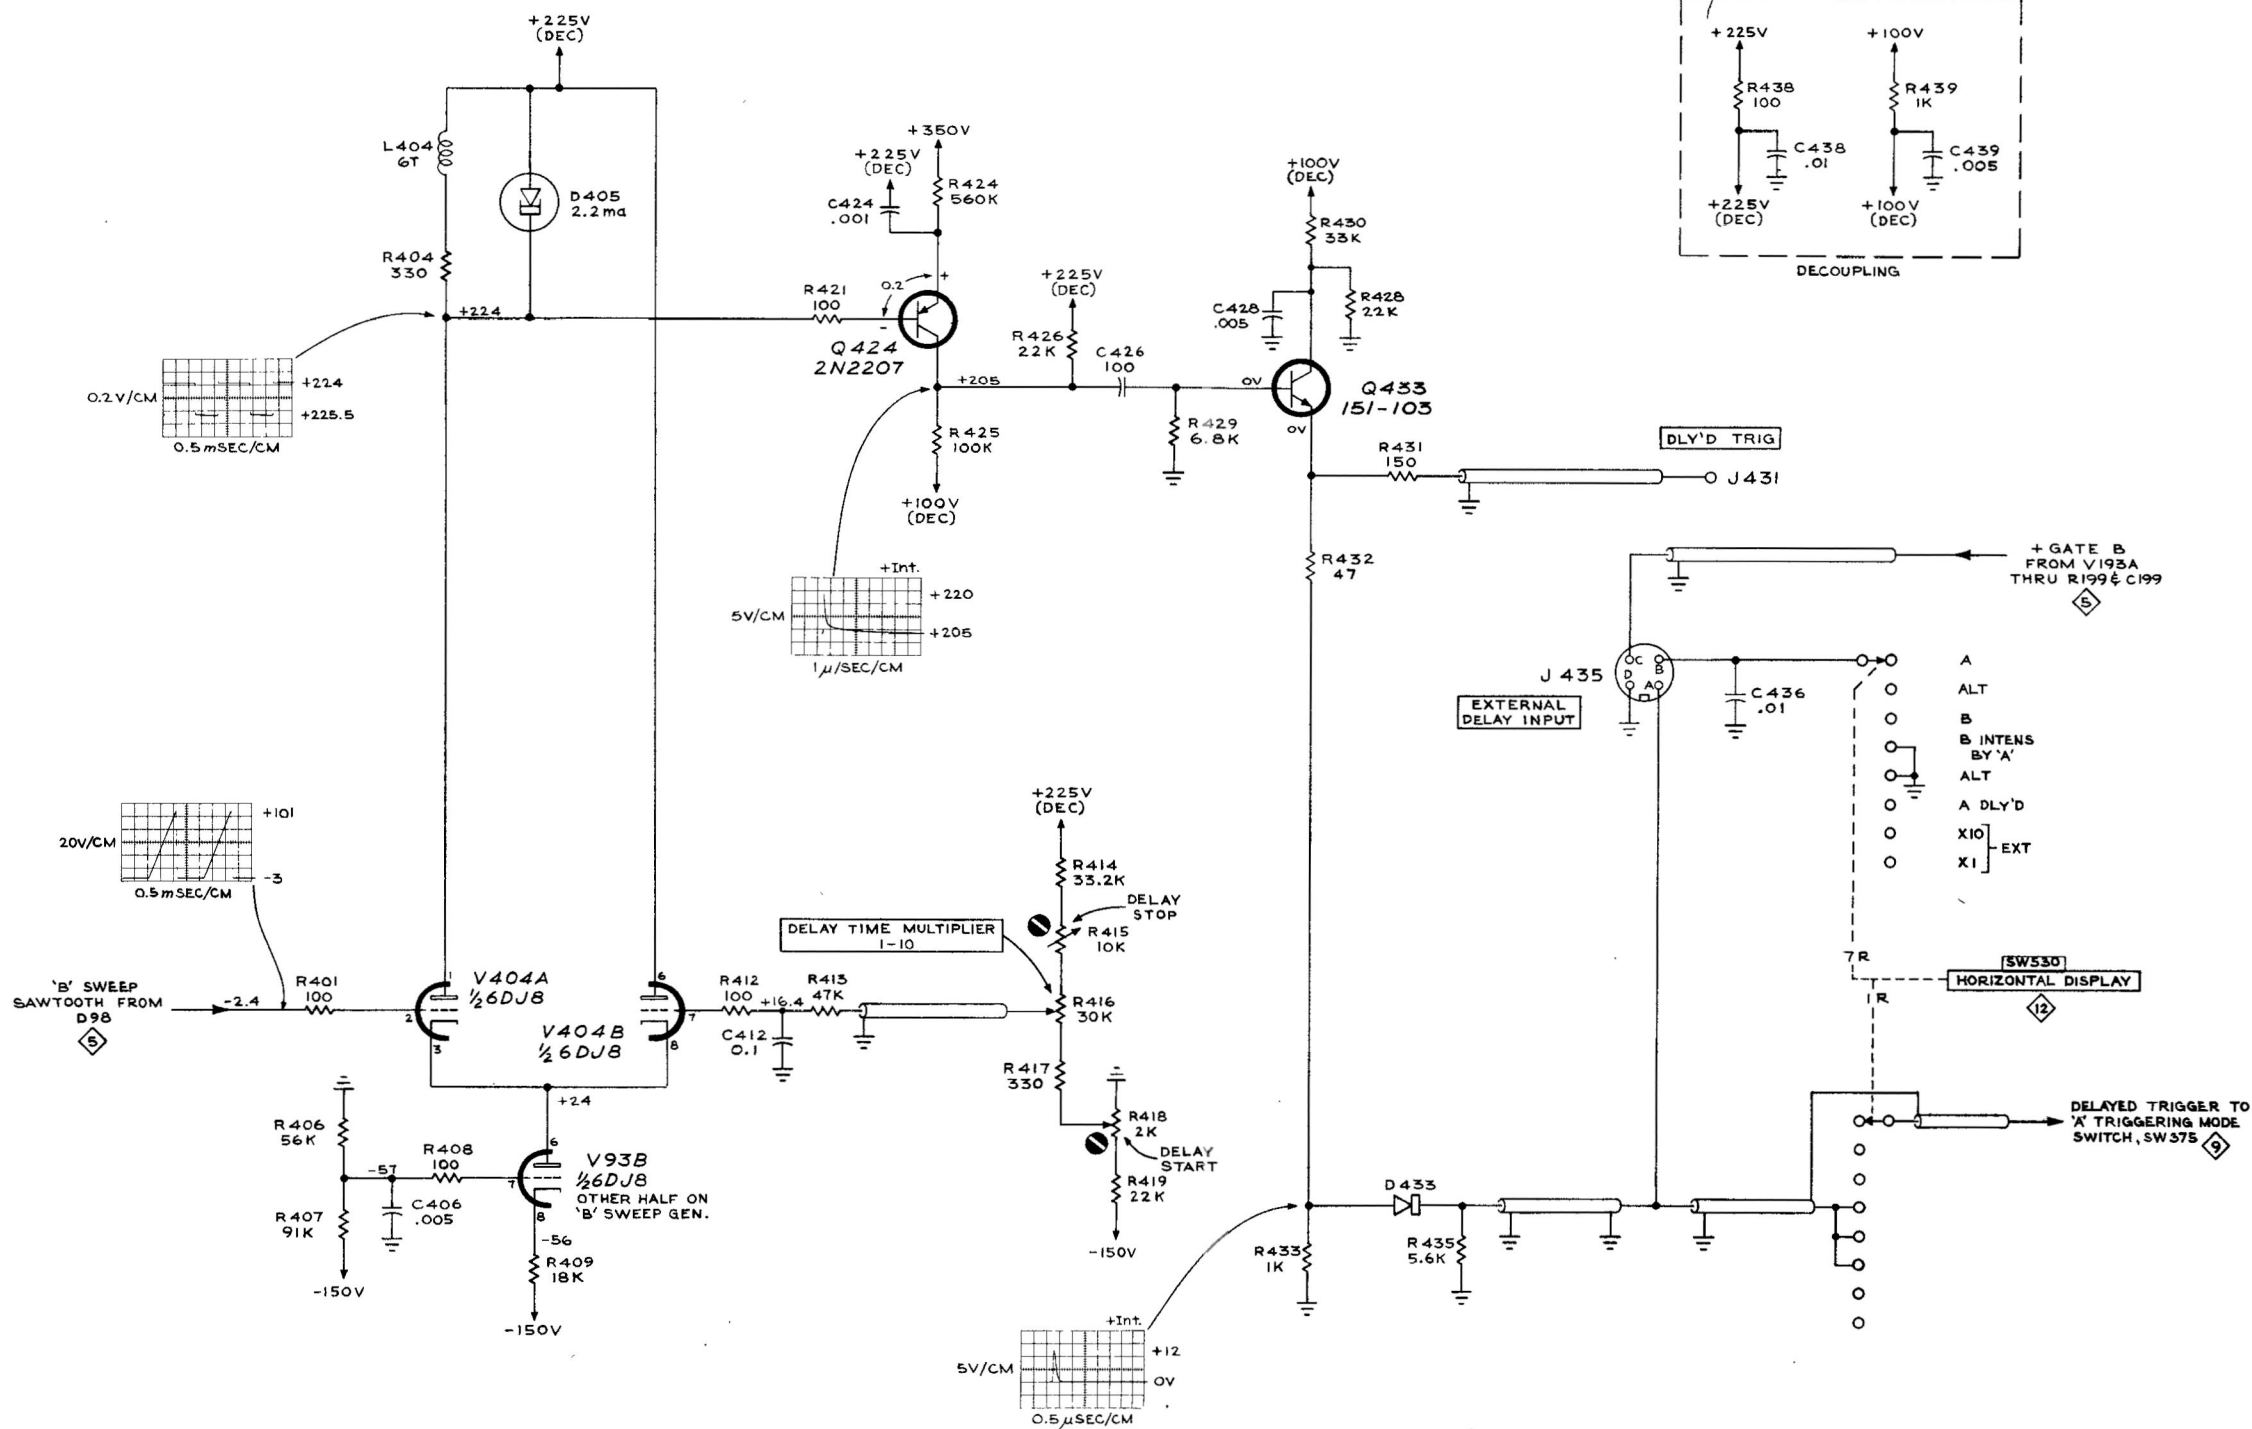 +225V
(DEC)
L404
6T
D405
2.2ma
R404
330
+224
0.2V/CM
+224
+225.5
0.5mSEC/CM
+350V
+225V
(DEC)
C424
.001
R424
560K
R421
100
0.2
+
-
Q424
2N2207
+205
R425
100K
+100V
(DEC)
+225V
(DEC)
R426
22K
C426
100
R429
6.8K
+Int.
5V/CM
+220
+205
1µ/SEC/CM
+100V
(DEC)
R430
33K
C428
.005
R428
22K
0V
Q433
151-103
0V
R431
150
DLY'D TRIG
J431
R432
47
+225V
+100V
R438
100
R439
1K
C438
.01
C439
.005
+225V
(DEC)
+100V
(DEC)
DECOUPLING
+ GATE B
FROM V193A
THRU R199 & C199
5
J 435
C
B
D
A
EXTERNAL
DELAY INPUT
C436
.01
A
ALT
B
B INTENS
BY 'A'
ALT
A DLY'D
X10
X1
EXT
7R
SW530
HORIZONTAL DISPLAY
12
R
20V/CM
+101
-3
0.5mSEC/CM
'B' SWEEP
SAWTOOTH FROM
D98
5
-2.4
R401
100
1
2
3
V404A
½6DJ8
6
7
8
V404B
½6DJ8
R412
100
+16.4
R413
47K
C412
0.1
DELAY TIME MULTIPLIER
1-10
+225V
(DEC)
R414
33.2K
DELAY
STOP
R415
10K
R416
30K
R417
330
R418
2K
DELAY
START
R419
22K
-150V
+24
R406
56K
-57
R408
100
R407
91K
C406
.005
-150V
6
7
8
V93B
½6DJ8
OTHER HALF ON
'B' SWEEP GEN.
-56
R409
18K
-150V
D433
R433
1K
R435
5.6K
DELAYED TRIGGER TO
'A' TRIGGERING MODE
SWITCH, SW375
9
+Int.
5V/CM
+12
0V
0.5µSEC/CM